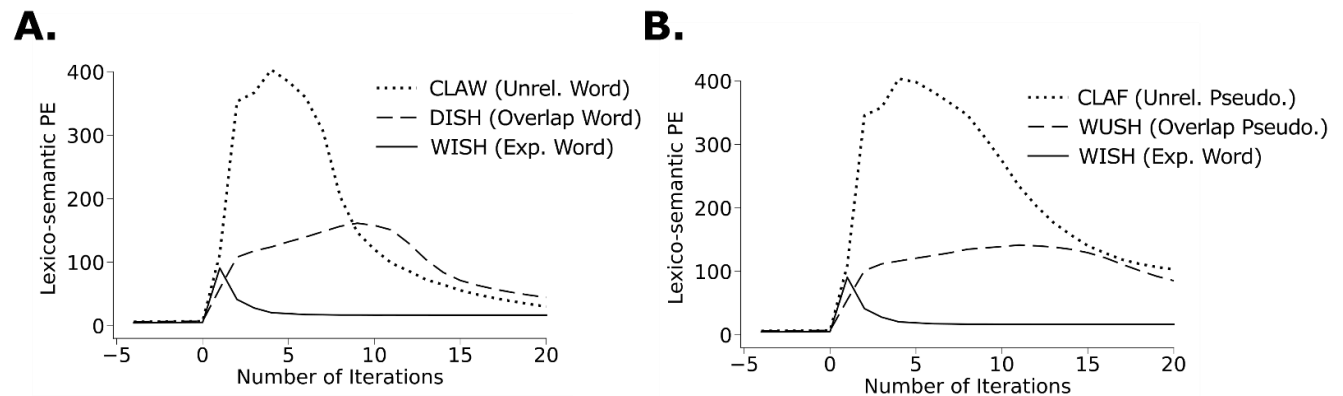 A.
Lexico-semantic PE
400
300
200
100
0
CLAW (Unrel. Word)
DISH (Overlap Word)
WISH (Exp. Word)
−5 0 5 10 15 20
Number of Iterations
B.
Lexico-semantic PE
400
300
200
100
0
CLAF (Unrel. Pseudo.)
WUSH (Overlap Pseudo.)
WISH (Exp. Word)
−5 0 5 10 15 20
Number of Iterations